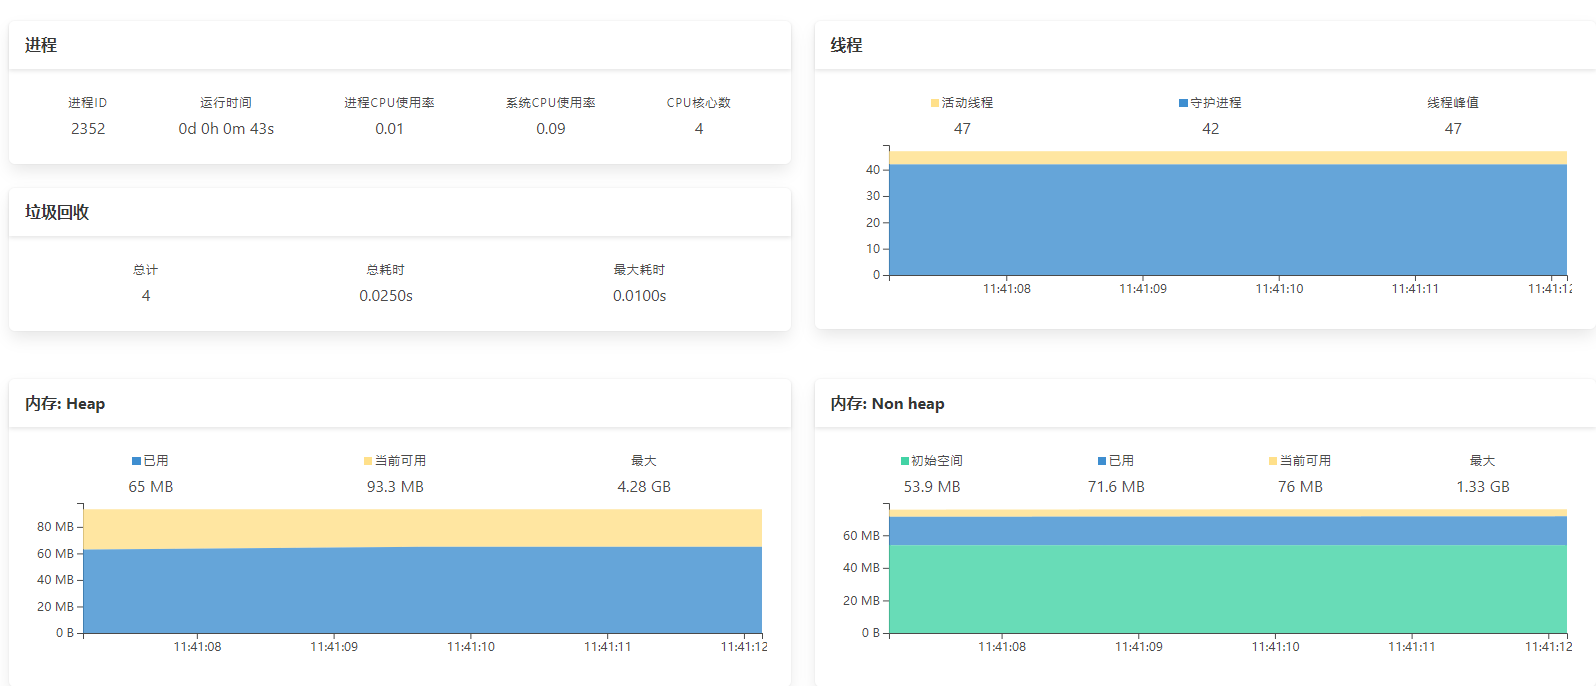 进程
进程ID 运行时间 进程CPU使用率 系统CPU使用率 CPU核心数
2352 0d 0h 0m 43s 0.01 0.09 4
垃圾回收
总计 总耗时 最大耗时
4 0.0250s 0.0100s
线程
活动线程 守护进程 线程峰值
47 42 47
40
30
20
10
0
11:41:08 11:41:09 11:41:10 11:41:11 11:41:12
内存: Heap
已用 当前可用 最大
65 MB 93.3 MB 4.28 GB
80 MB
60 MB
40 MB
20 MB
0 B
11:41:08 11:41:09 11:41:10 11:41:11 11:41:12
内存: Non heap
初始空间 已用 当前可用 最大
53.9 MB 71.6 MB 76 MB 1.33 GB
60 MB
40 MB
20 MB
0 B
11:41:08 11:41:09 11:41:10 11:41:11 11:41:12